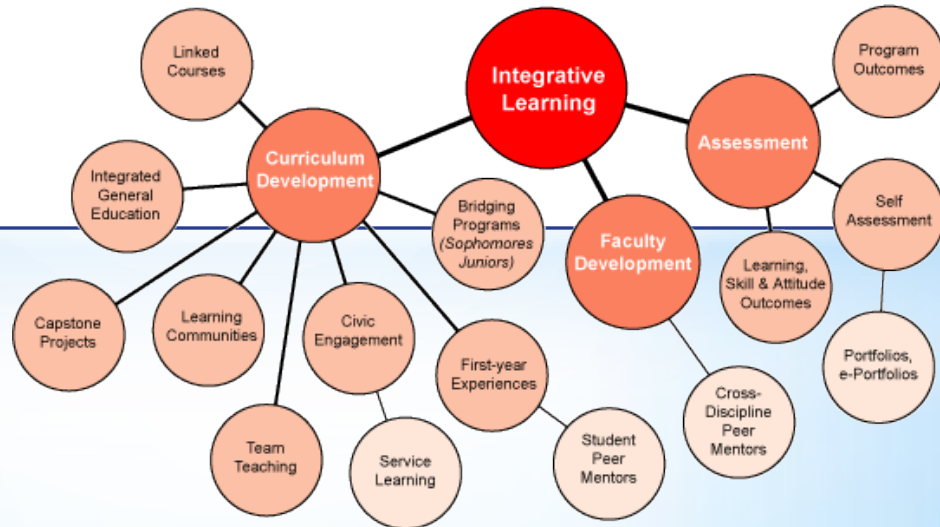 Integrative
Learning
Linked
Courses
Program
Outcomes
Curriculum
Development
Assessment
Integrated
General
Education
Bridging
Programs
(Sophomores
Juniors)
Faculty
Development
Self
Assessment
Learning,
Skill & Attitude
Outcomes
Capstone
Projects
Learning
Communities
Civic
Engagement
First-year
Experiences
Portfolios,
e-Portfolios
Team
Teaching
Service
Learning
Student
Peer
Mentors
Cross-
Discipline
Peer
Mentors